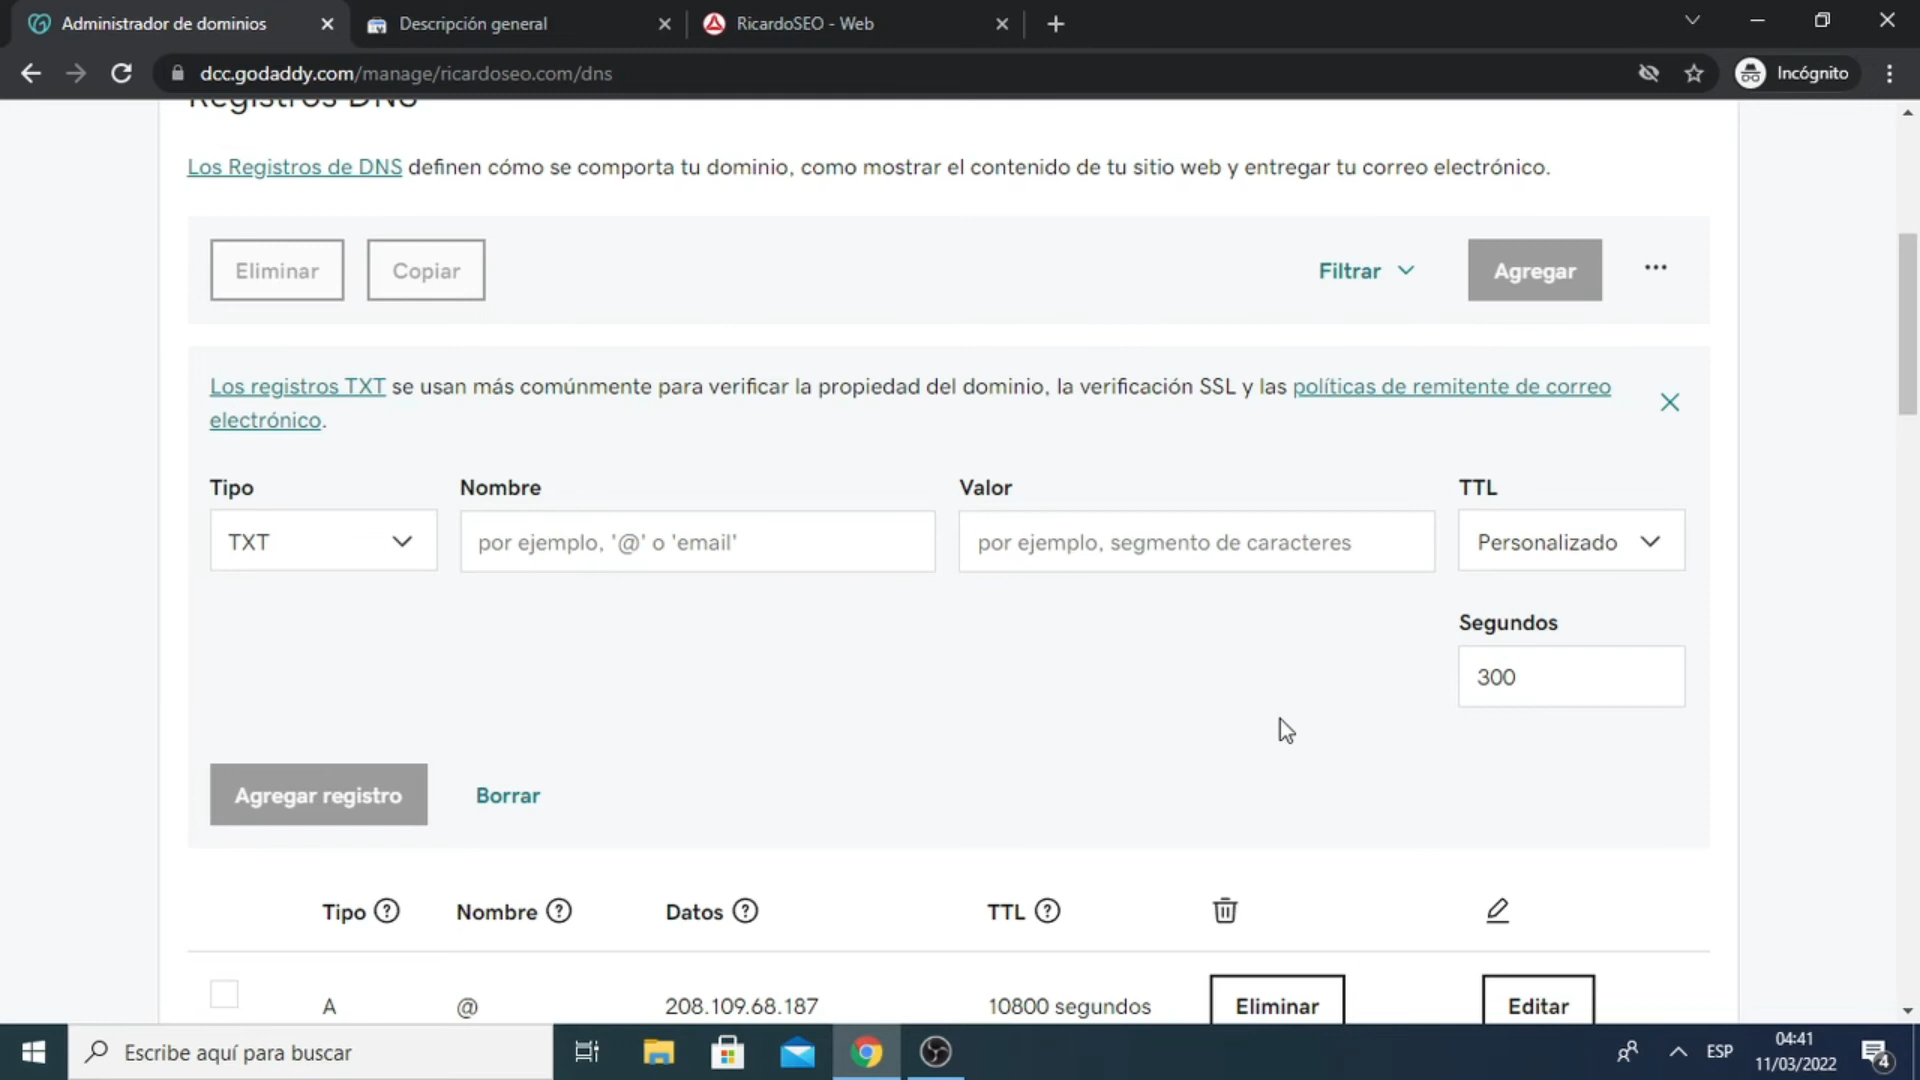 Administrador de dominios
Descripción general
RicardoSEO - Web
dcc.godaddy.com/manage/ricardoseo.com/dns
Incógnito
Registros DNS
Los Registros de DNS definen cómo se comporta tu dominio, como mostrar el contenido de tu sitio web y entregar tu correo electrónico.
Eliminar
Copiar
Filtrar
Agregar
Los registros TXT se usan más comúnmente para verificar la propiedad del dominio, la verificación SSL y las políticas de remitente de correo
electrónico.
Tipo
Nombre
Valor
TTL
TXT
por ejemplo, '@' o 'email'
por ejemplo, segmento de caracteres
Personalizado
Segundos
300
Agregar registro
Borrar
Tipo ?
Nombre ?
Datos ?
TTL ?
A
@
208.109.68.187
10800 segundos
Eliminar
Editar
Escribe aquí para buscar
ESP
04:41
11/03/2022
4